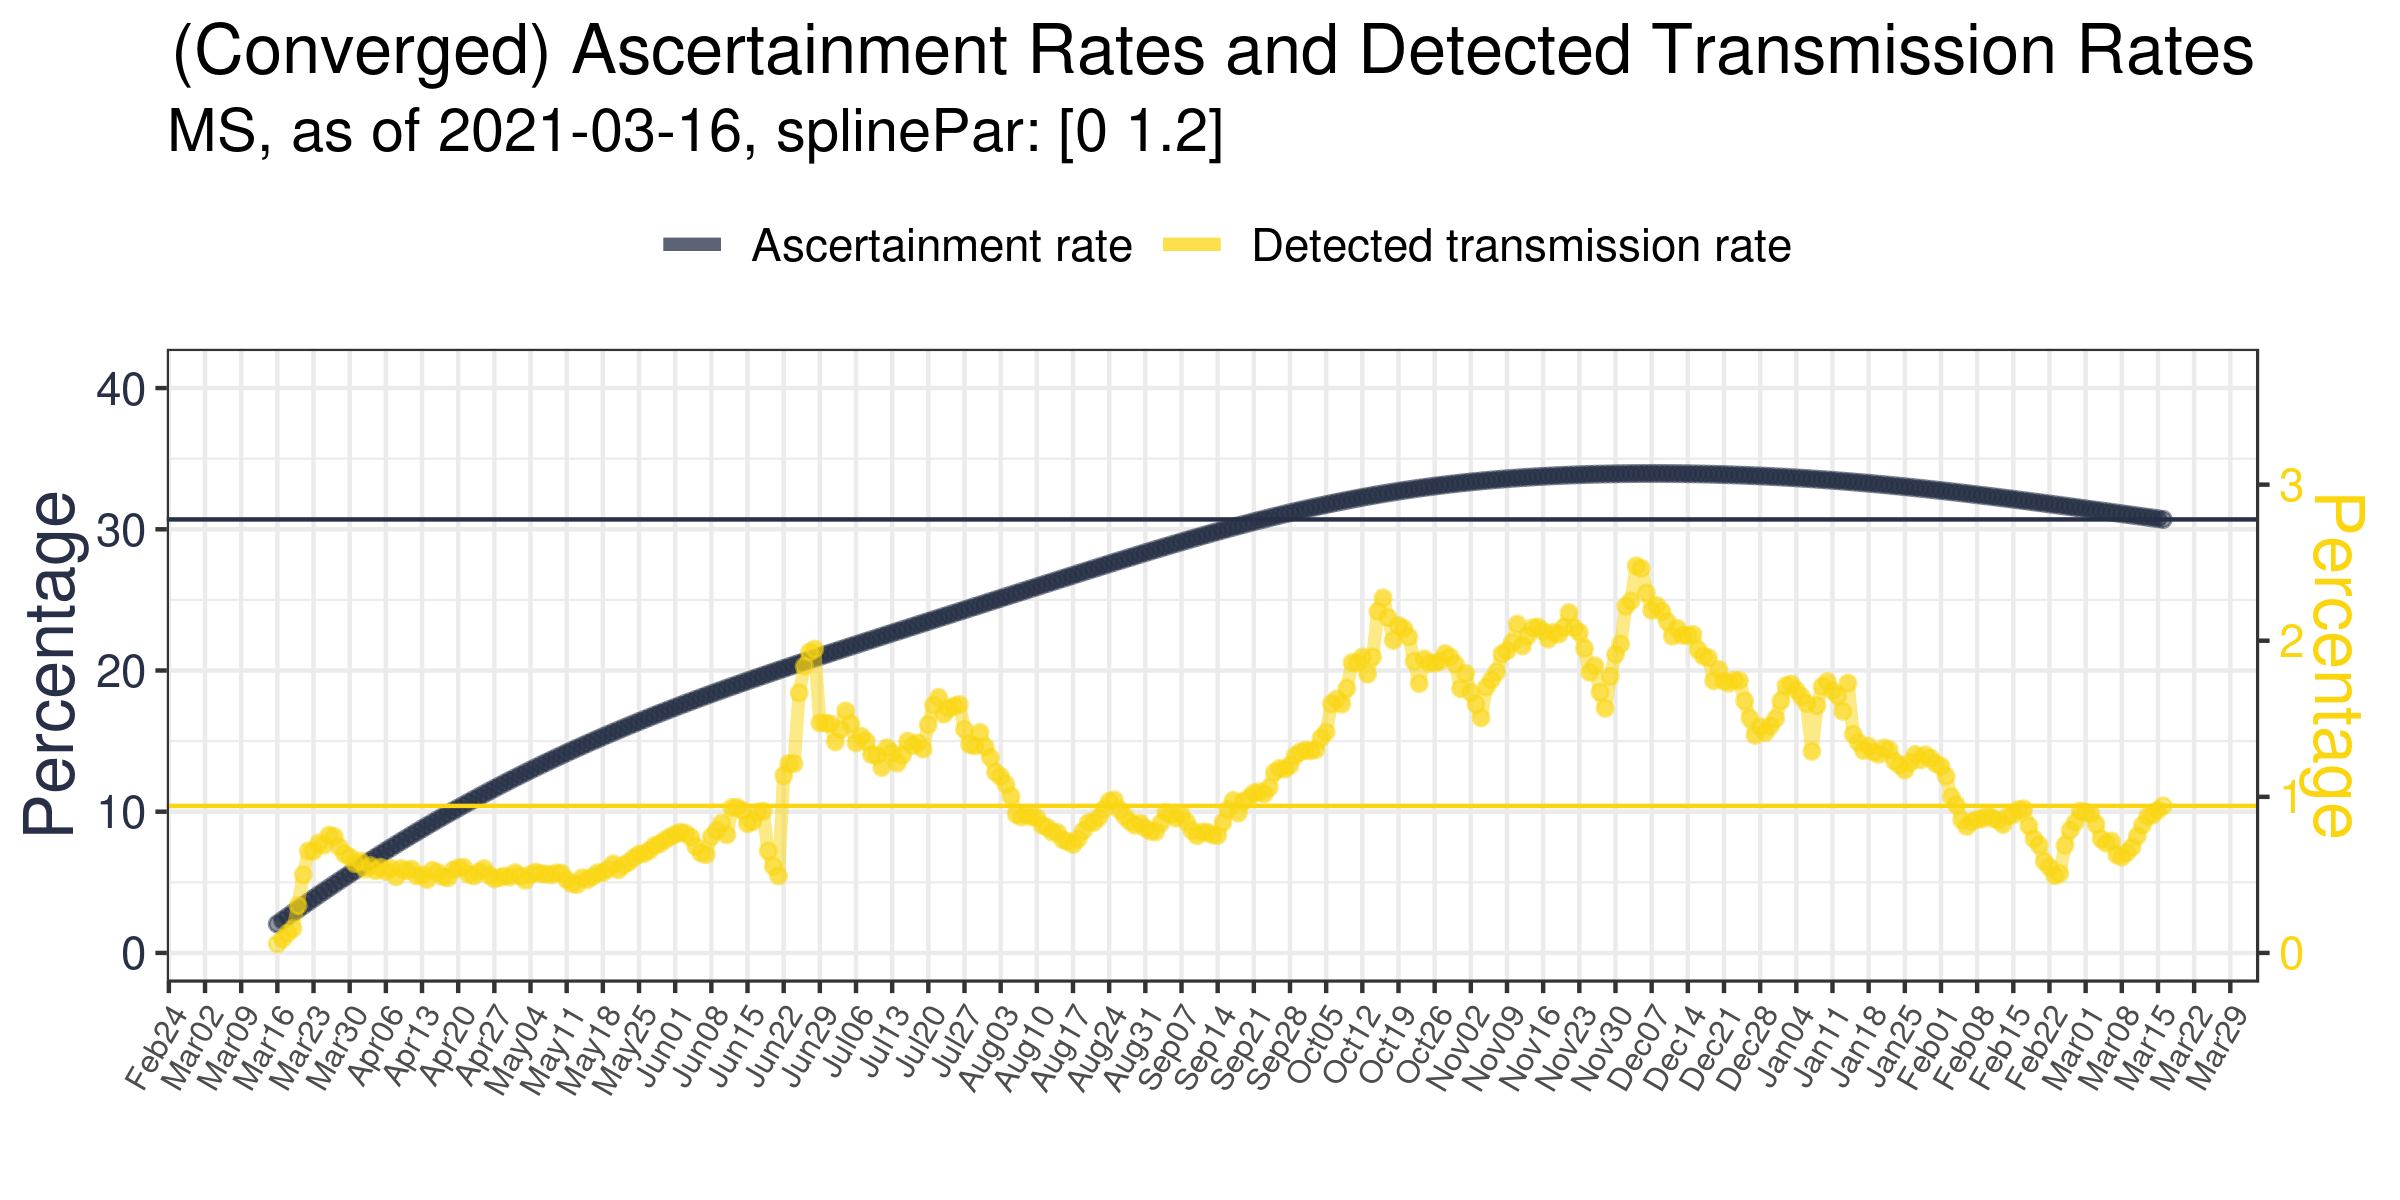 (Converged) Ascertainment Rates and Detected Transmission Rates
MS, as of 2021-03-16, splinePar: [0 1.2]
Ascertainment rate Detected transmission rate
Percentage
40
30
20
10
0
3
2
1
0
Percentage
Feb24 Mar02 Mar09 Mar16 Mar23 Mar30 Apr06 Apr13 Apr20 Apr27 May04 May11 May18 May25 Jun01 Jun08 Jun15 Jun22 Jun29 Jul06 Jul13 Jul20 Jul27 Aug03 Aug10 Aug17 Aug24 Aug31 Sep07 Sep14 Sep21 Sep28 Oct05 Oct12 Oct19 Oct26 Nov02 Nov09 Nov16 Nov23 Nov30 Dec07 Dec14 Dec21 Dec28 Jan04 Jan11 Jan18 Jan25 Feb01 Feb08 Feb15 Feb22 Mar01 Mar08 Mar15 Mar22 Mar29